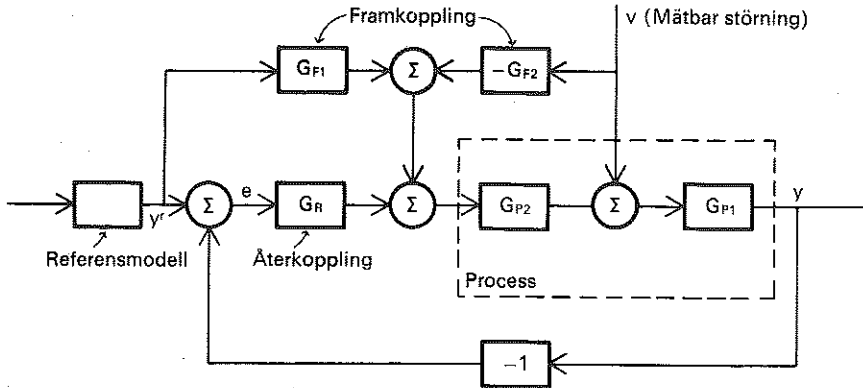 Framkoppling
v (Mätbar störning)
G_F1
Σ
-G_F2
e
G_R
Σ
Σ
G_P2
Σ
G_P1
y
y^r
Referensmodell
Återkoppling
Process
-1